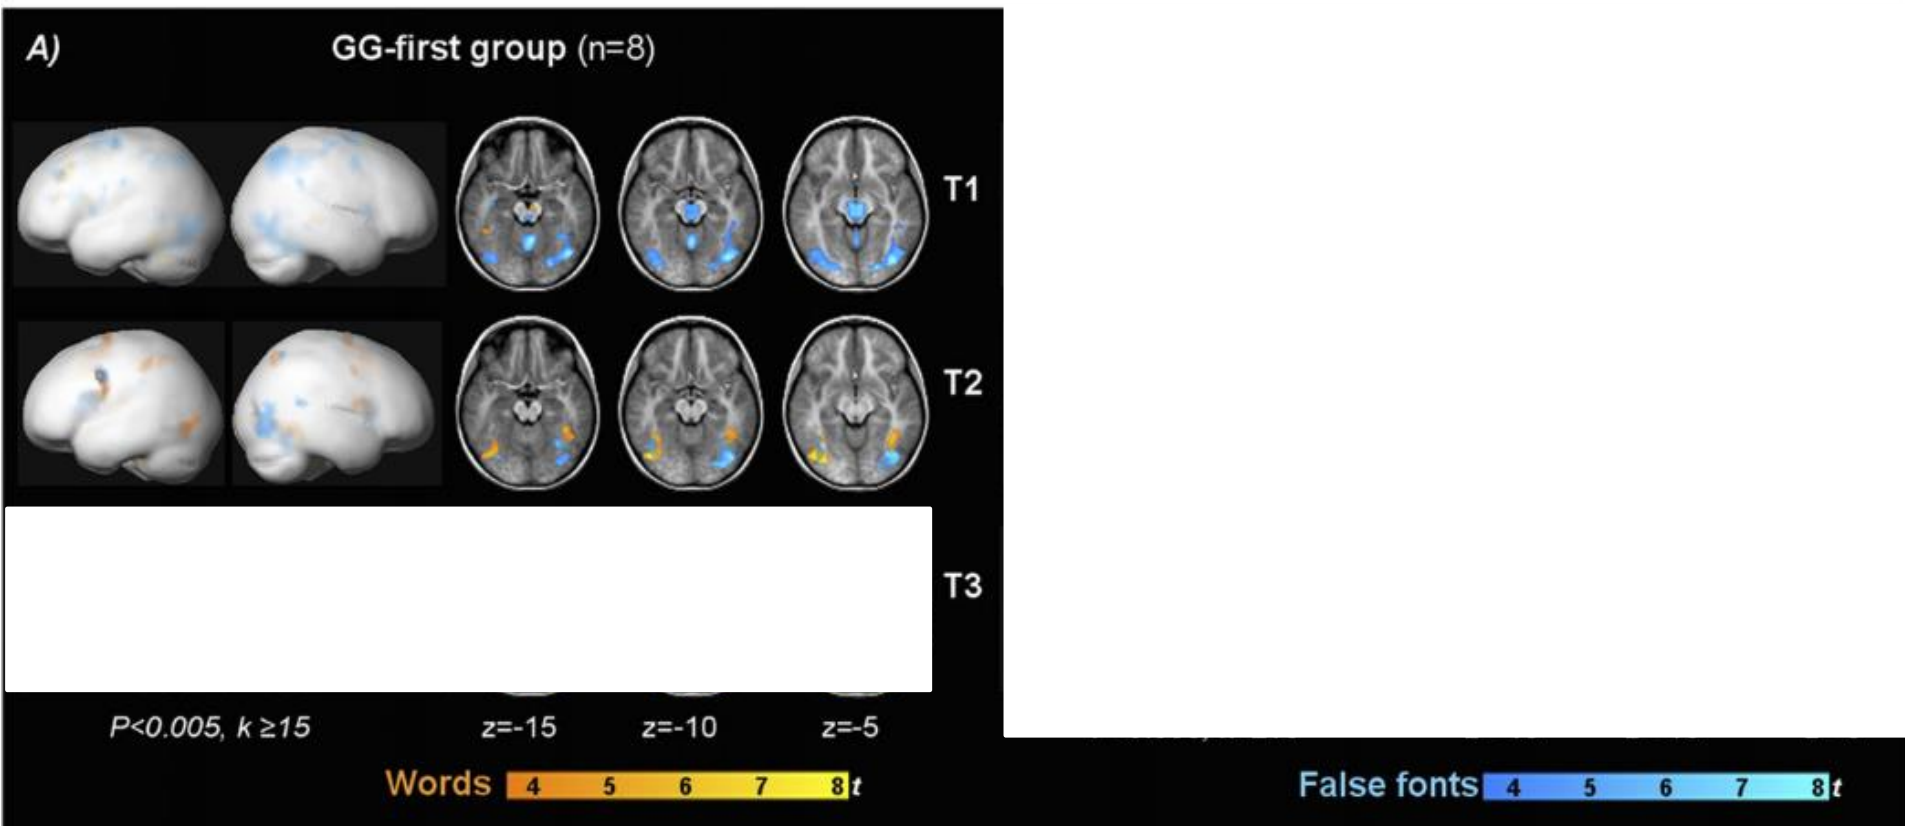 A) GG-first group (n=8)
T1
T2
T3
P<0.005, k ≥15 z=-15 z=-10 z=-5
Words 4 5 6 7 8 t False fonts 4 5 6 7 8 t